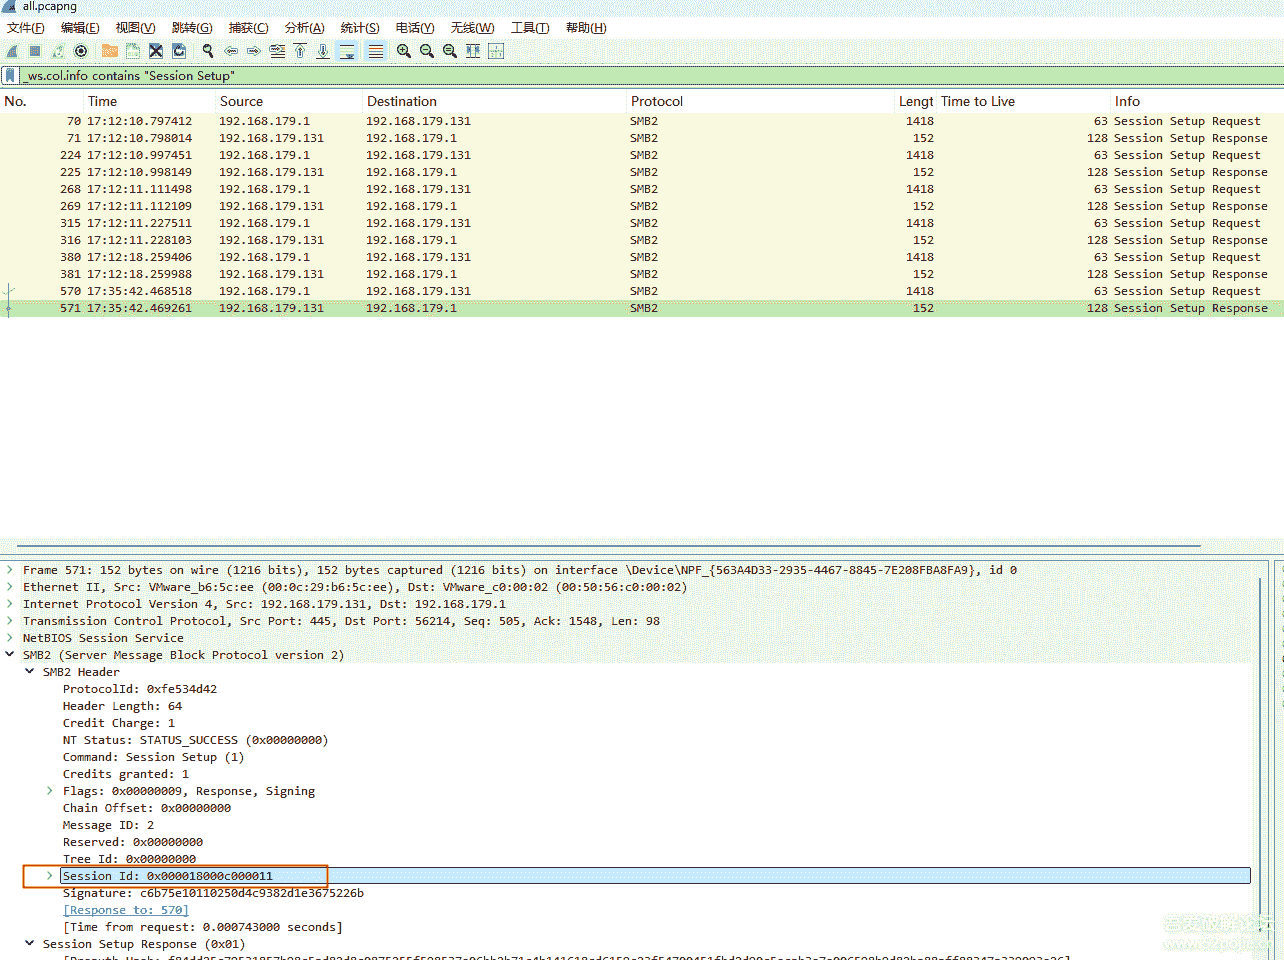 all.pcapng
文件(F) 编辑(E) 视图(V) 跳转(G) 捕获(C) 分析(A) 统计(S) 电话(Y) 无线(W) 工具(T) 帮助(H)
_ws.col.info contains "Session Setup"
No. Time Source Destination Protocol Lengt Time to Live Info
70 17:12:10.797412 192.168.179.1 192.168.179.131 SMB2 1418 63 Session Setup Request
71 17:12:10.798014 192.168.179.131 192.168.179.1 SMB2 152 128 Session Setup Response
224 17:12:10.997451 192.168.179.1 192.168.179.131 SMB2 1418 63 Session Setup Request
225 17:12:10.998149 192.168.179.131 192.168.179.1 SMB2 152 128 Session Setup Response
268 17:12:11.111498 192.168.179.1 192.168.179.131 SMB2 1418 63 Session Setup Request
269 17:12:11.112109 192.168.179.131 192.168.179.1 SMB2 152 128 Session Setup Response
315 17:12:11.227511 192.168.179.1 192.168.179.131 SMB2 1418 63 Session Setup Request
316 17:12:11.228103 192.168.179.131 192.168.179.1 SMB2 152 128 Session Setup Response
380 17:12:18.259406 192.168.179.1 192.168.179.131 SMB2 1418 63 Session Setup Request
381 17:12:18.259988 192.168.179.131 192.168.179.1 SMB2 152 128 Session Setup Response
570 17:35:42.468518 192.168.179.1 192.168.179.131 SMB2 1418 63 Session Setup Request
571 17:35:42.469261 192.168.179.131 192.168.179.1 SMB2 152 128 Session Setup Response
Frame 571: 152 bytes on wire (1216 bits), 152 bytes captured (1216 bits) on interface \Device\NPF_{563A4D33-2935-4467-8845-7E208FBA8FA9}, id 0
Ethernet II, Src: VMware_b6:5c:ee (00:0c:29:b6:5c:ee), Dst: VMware_c0:00:02 (00:50:56:c0:00:02)
Internet Protocol Version 4, Src: 192.168.179.131, Dst: 192.168.179.1
Transmission Control Protocol, Src Port: 445, Dst Port: 56214, Seq: 505, Ack: 1548, Len: 98
NetBIOS Session Service
SMB2 (Server Message Block Protocol version 2)
SMB2 Header
ProtocolId: 0xfe534d42
Header Length: 64
Credit Charge: 1
NT Status: STATUS_SUCCESS (0x00000000)
Command: Session Setup (1)
Credits granted: 1
Flags: 0x00000009, Response, Signing
Chain Offset: 0x00000000
Message ID: 2
Reserved: 0x00000000
Tree Id: 0x00000000
Session Id: 0x000018000c000011
Signature: c6b75e10110250d4c9382d1e3675226b
[Response to: 570]
[Time from request: 0.000743000 seconds]
吾爱破解论坛
www.52pojie.cn
Session Setup Response (0x01)